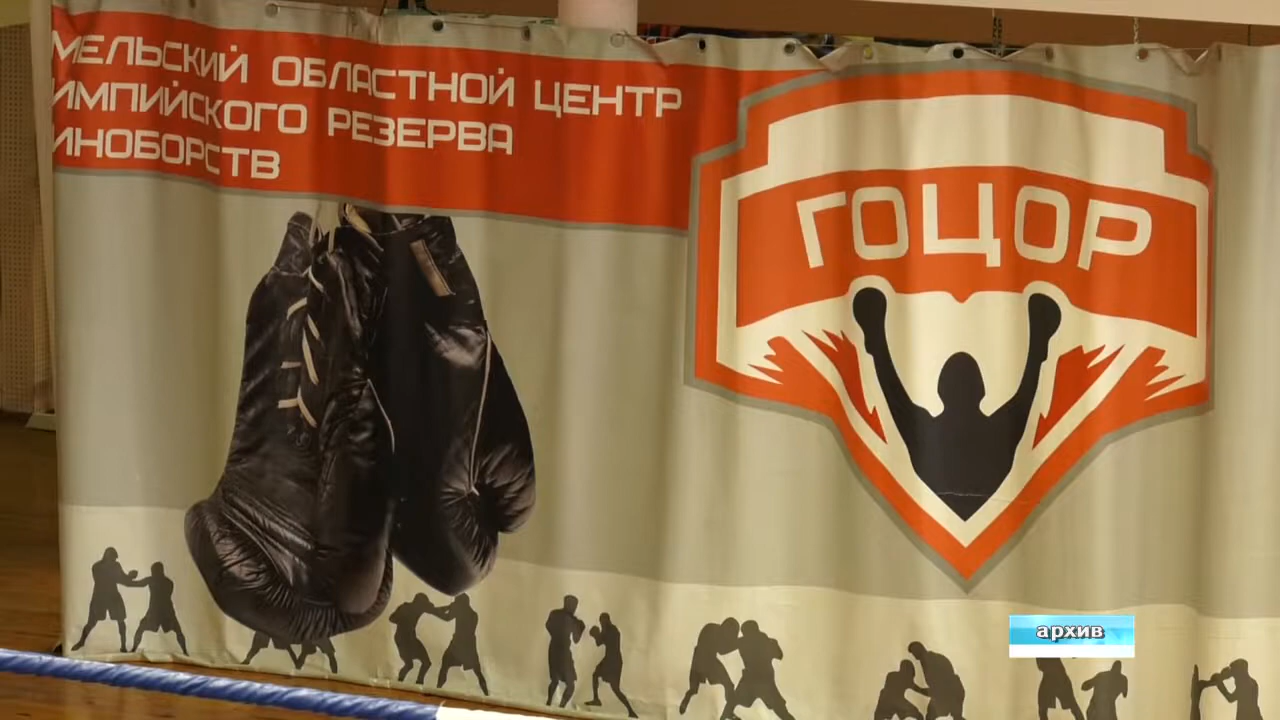 МЕЛЬСКИЙ ОБЛАСТНОЙ ЦЕНТР
ИМПИЙСКОГО РЕЗЕРВА
ИНОБОРСТВ
ГОЦОР
архив